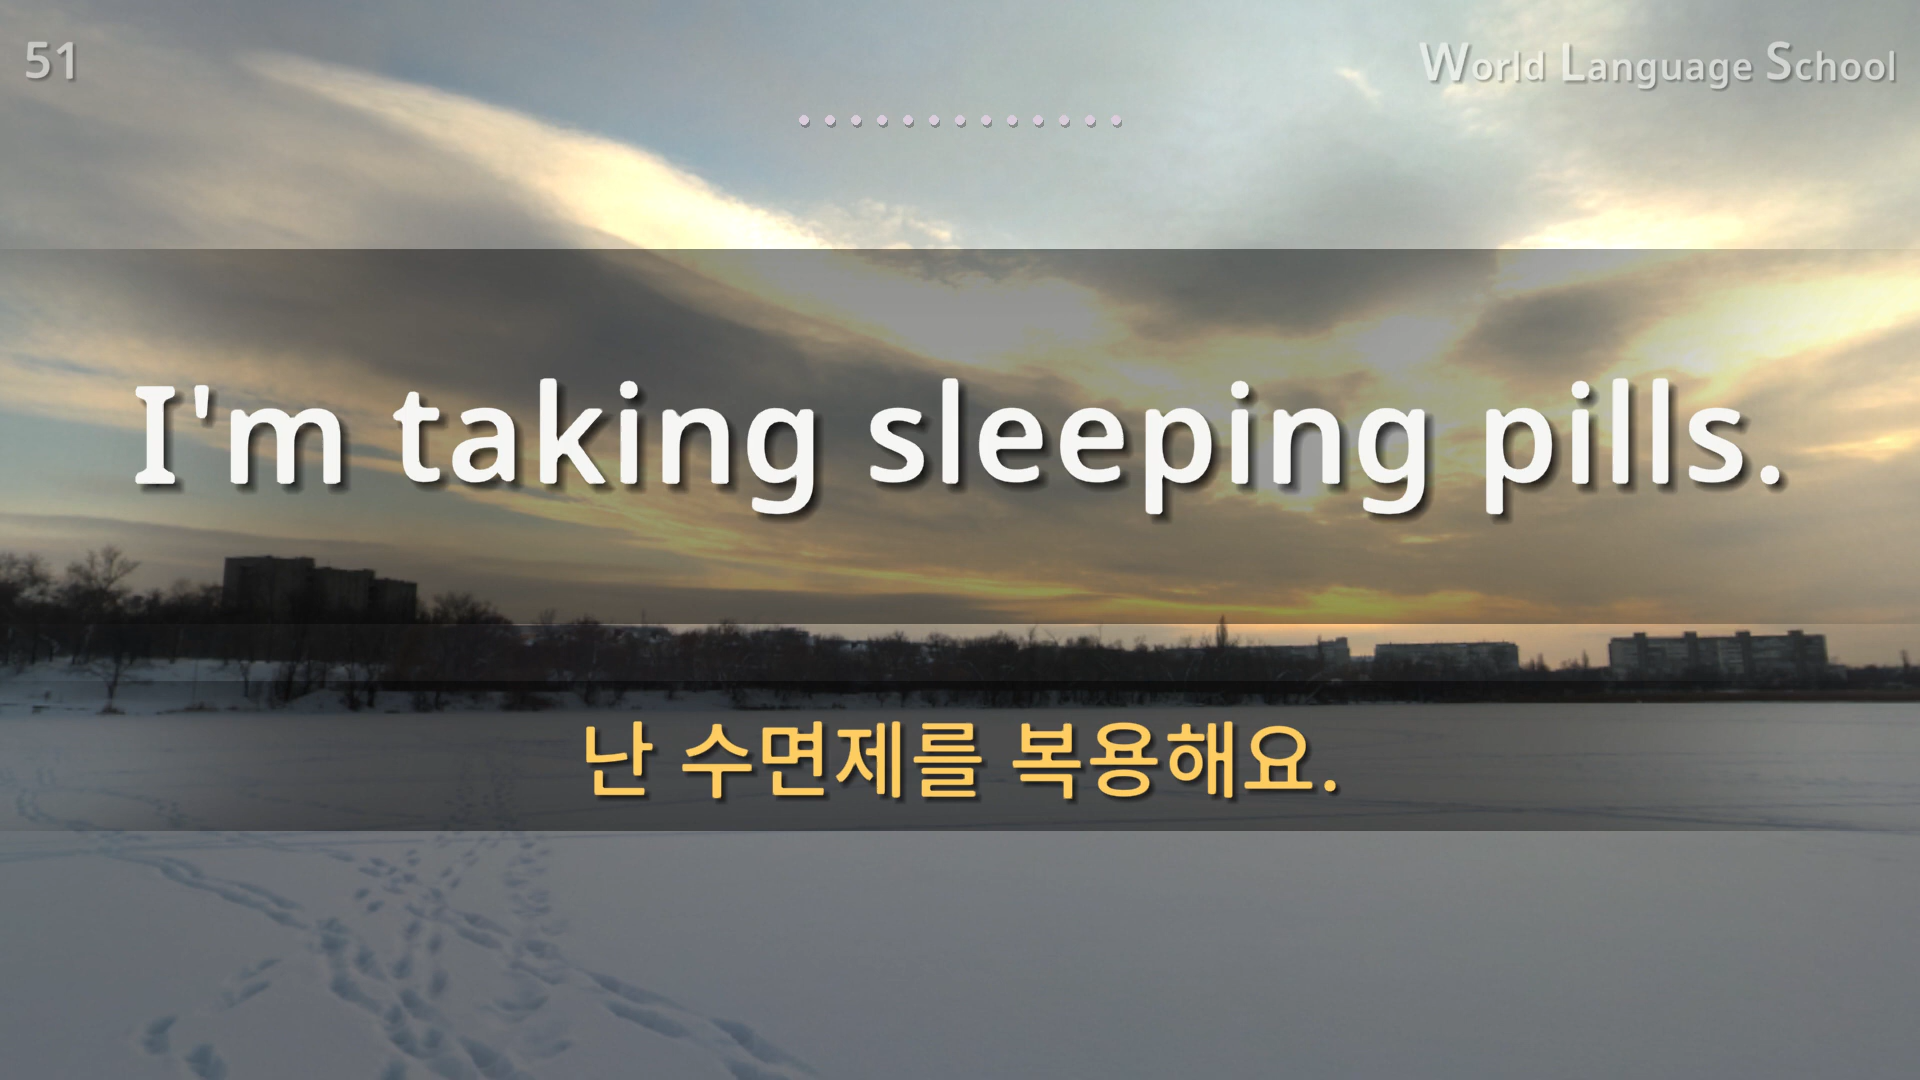 51
World Language School
I'm taking sleeping pills.
난 수면제를 복용해요.